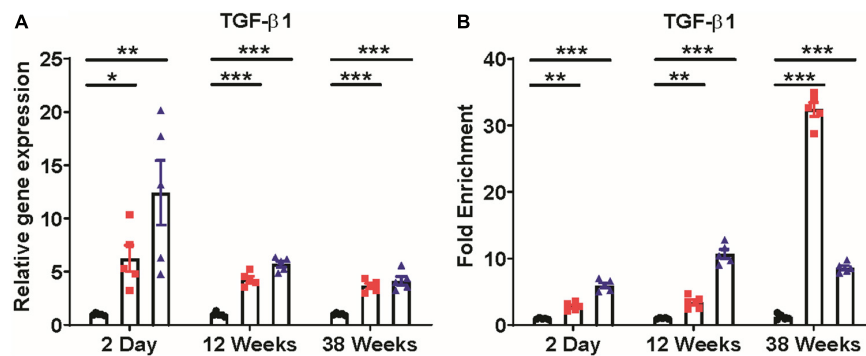 A
TGF-β1
Relative gene expression
25
20
15
10
5
0
**
*
***
***
***
***
2 Day
12 Weeks
38 Weeks
B
TGF-β1
Fold Enrichment
40
30
20
10
0
***
**
***
**
***
***
2 Day
12 Weeks
38 Weeks